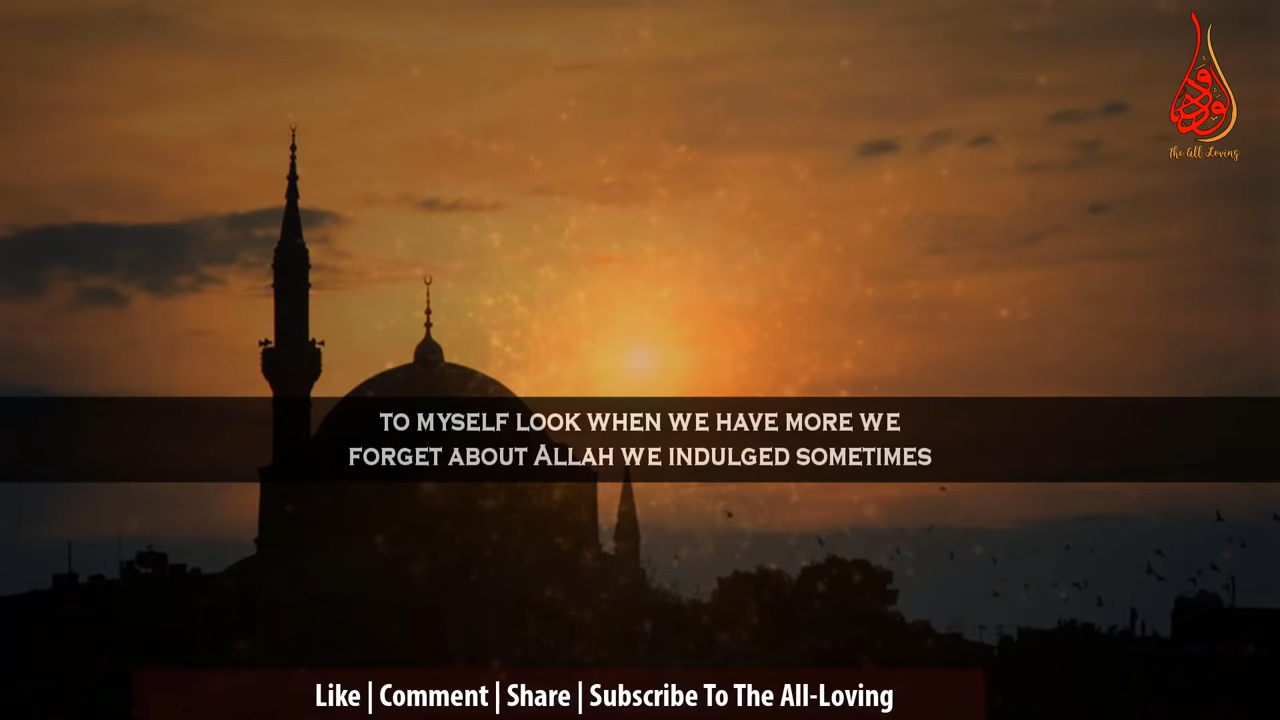 الودود
The All Loving
TO MYSELF LOOK WHEN WE HAVE MORE WE
FORGET ABOUT ALLAH WE INDULGED SOMETIMES
Like | Comment | Share | Subscribe To The All-Loving